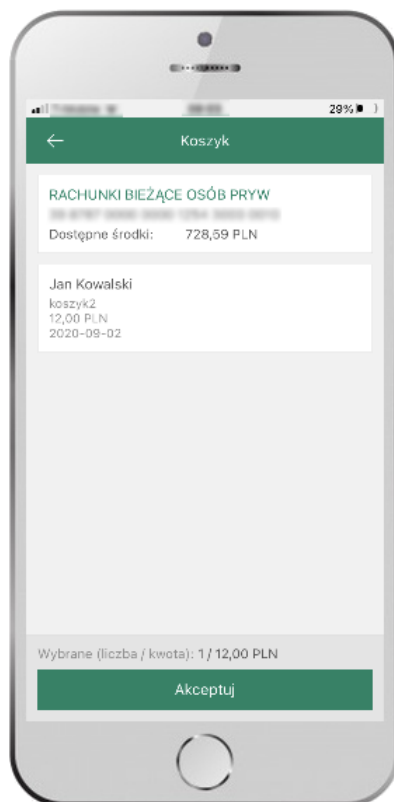 29%
Koszyk
RACHUNKI BIEŻĄCE OSÓB PRYW
Dostępne środki: 728,59 PLN
Jan Kowalski
koszyk2
12,00 PLN
2020-09-02
Wybrane (liczba / kwota): 1 / 12,00 PLN
Akceptuj